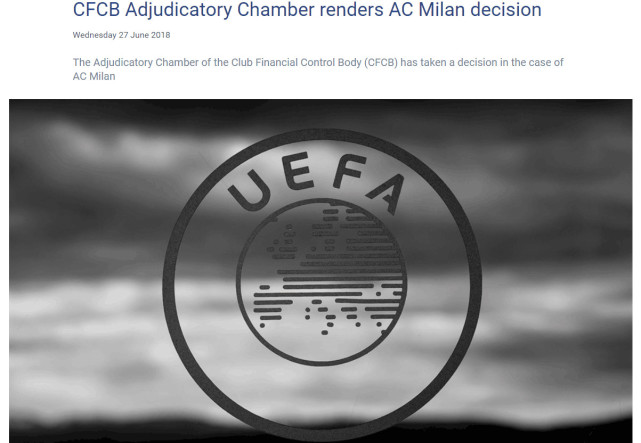 CFCB Adjudicatory Chamber renders AC Milan decision
Wednesday 27 June 2018
The Adjudicatory Chamber of the Club Financial Control Body (CFCB) has taken a decision in the case of
AC Milan
UEFA